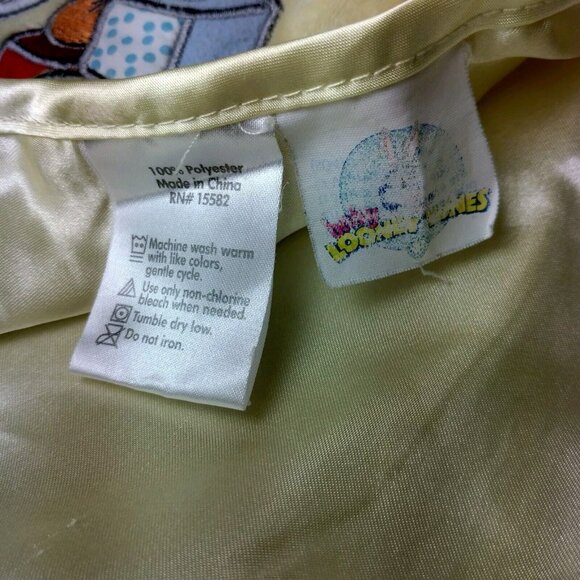 100% Polyester
Made in China
RN# 15582
Machine wash warm
with like colors,
gentle cycle.
Use only non-chlorine
bleach when needed.
Tumble dry low.
Do not iron.
LOONEY TUNES